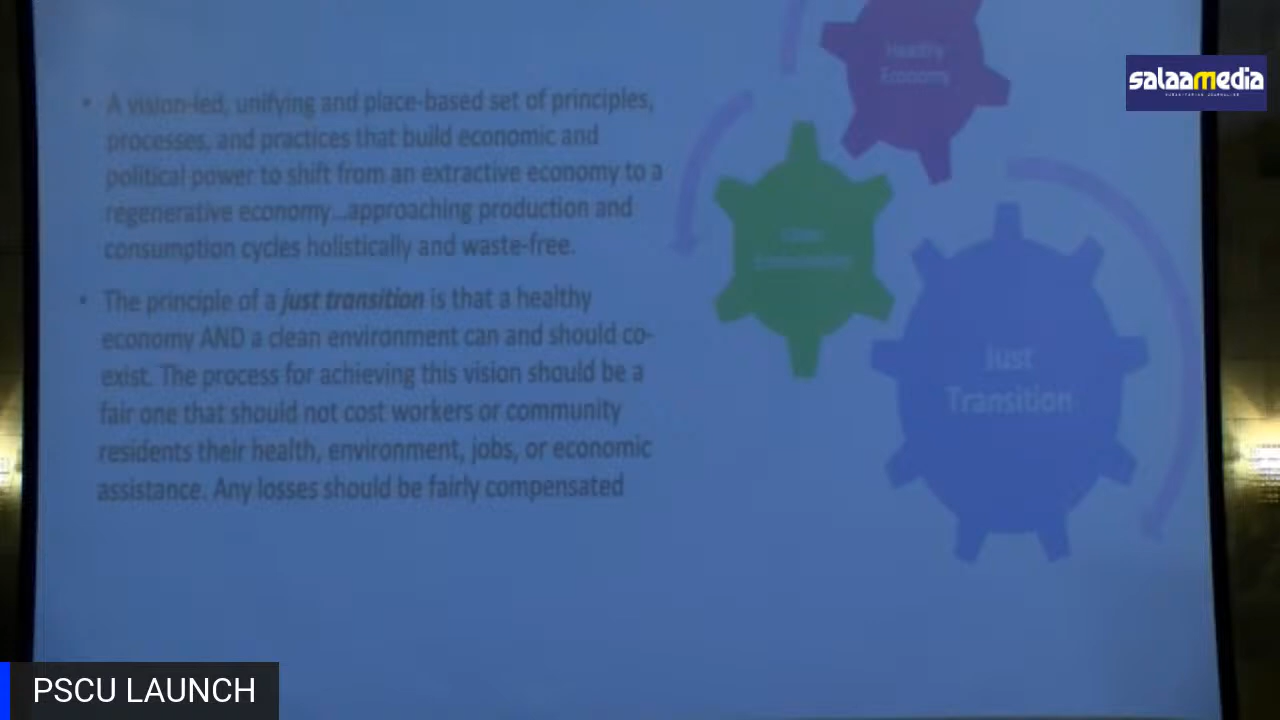 • A vision-led, unifying and place-based set of principles,
processes, and practices that build economic and
political power to shift from an extractive economy to a
regenerative economy...approaching production and
consumption cycles holistically and waste-free.
• The principle of a just transition is that a healthy
economy AND a clean environment can and should co-
exist. The process for achieving this vision should be a
fair one that should not cost workers or community
residents their health, environment, jobs, or economic
assistance. Any losses should be fairly compensated
Healthy
Economy
Clean
Environment
Just
Transition
salaamedia
HUMANITARIAN JOURNALISM
PSCU LAUNCH